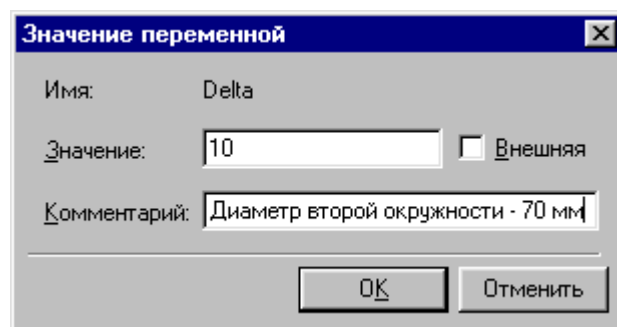 Значение переменной
Имя: Delta
Значение: 10 Внешняя
Комментарий: Диаметр второй окружности - 70 мм
OK Отменить